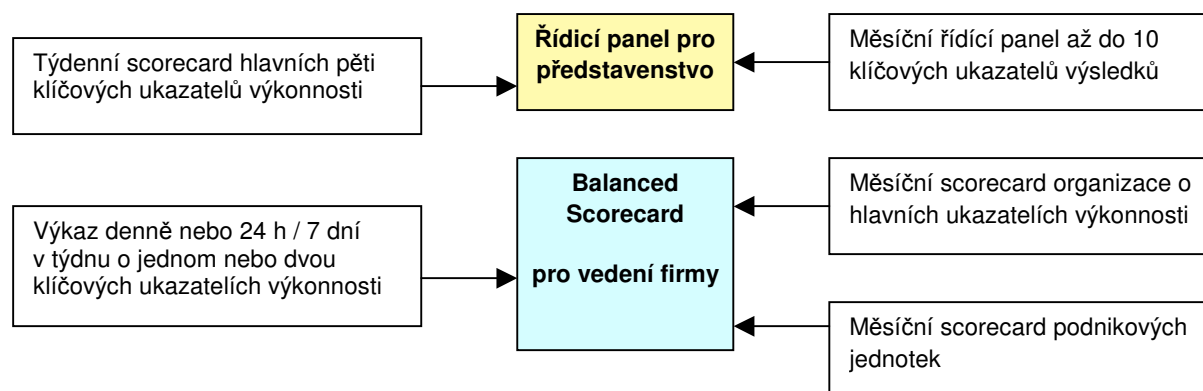 Týdenní scorecard hlavních pěti
klíčových ukazatelů výkonnosti
Řídicí panel pro
představenstvo
Měsíční řídící panel až do 10
klíčových ukazatelů výsledků
Výkaz denně nebo 24 h / 7 dní
v týdnu o jednom nebo dvou
klíčových ukazatelích výkonnosti
Balanced
Scorecard
pro vedení firmy
Měsíční scorecard organizace o
hlavních ukazatelích výkonnosti
Měsíční scorecard podnikových
jednotek